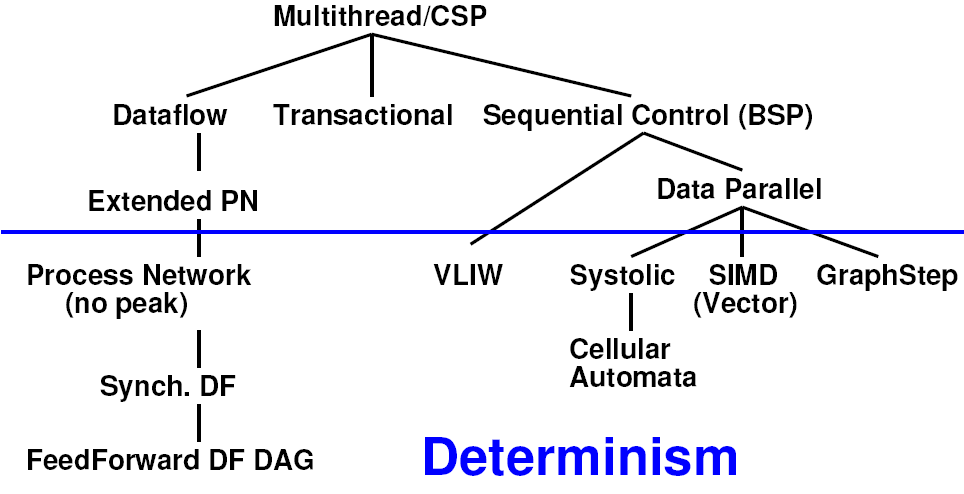 Multithread/CSP
Dataflow
Transactional
Sequential Control (BSP)
Extended PN
Data Parallel
Process Network
(no peak)
VLIW
Systolic
SIMD
(Vector)
GraphStep
Cellular
Automata
Synch. DF
FeedForward DF DAG
Determinism